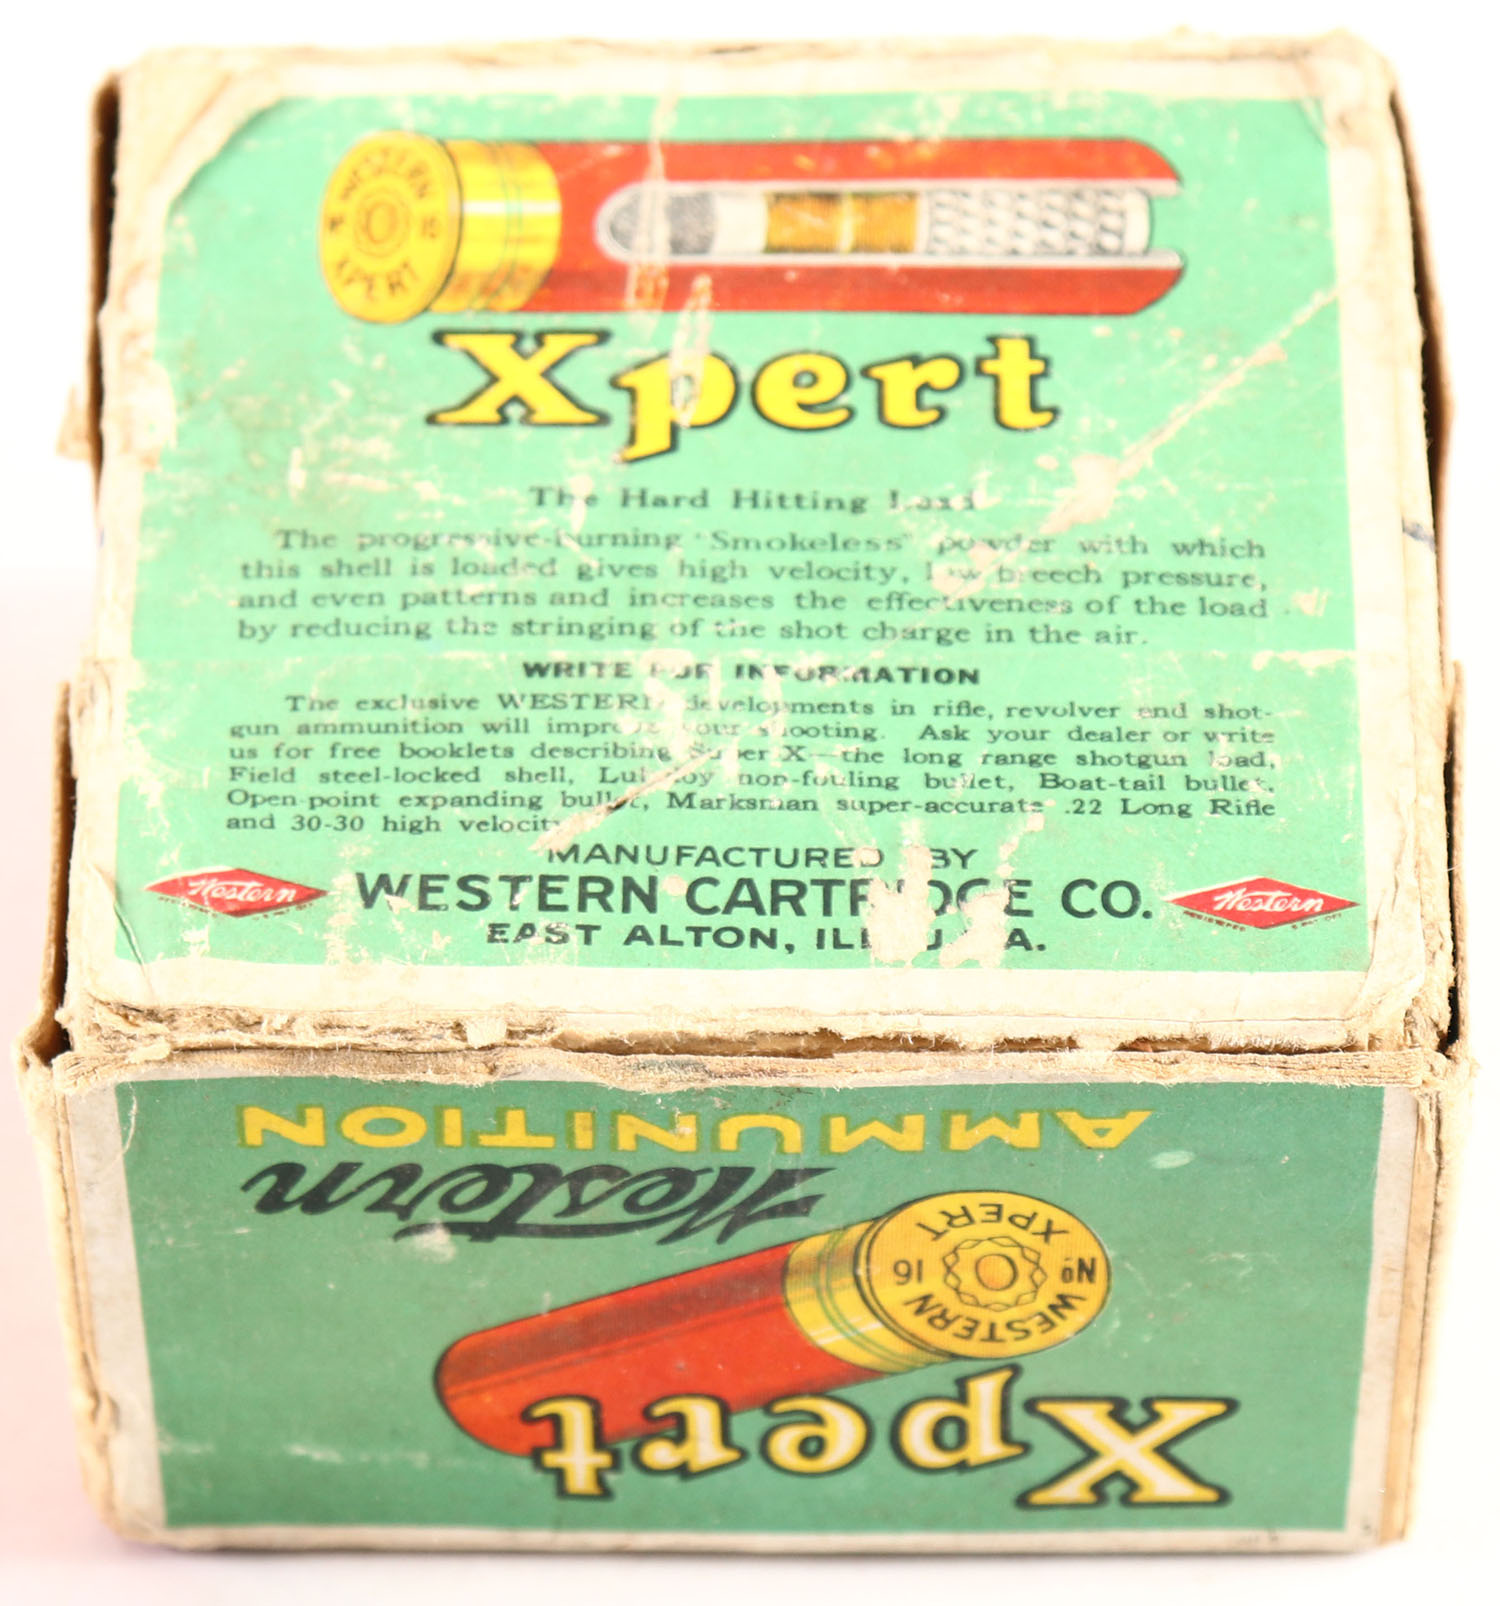 WESTERN
XPERT
Xpert
The Hard Hitting Load
The progressive-burning "Smokeless" powder with which
this shell is loaded gives high velocity, low breech pressure,
and even patterns and increases the effectiveness of the load
by reducing the stringing of the shot charge in the air.
WRITE FOR INFORMATION
The exclusive WESTERN developments in rifle, revolver and shot-
gun ammunition will improve your shooting. Ask your dealer or write
us for free booklets describing Super X—the long range shotgun load,
Field steel-locked shell, Lubaloy non-fouling bullet, Boat-tail bullet,
Open-point expanding bullet, Marksman super-accurate .22 Long Rifle
and 30-30 high velocity
MANUFACTURED BY
Western WESTERN CARTRIDGE CO. Western
EAST ALTON, ILL. U.S.A.
Xpert
WESTERN
No 16
XPERT
Western
AMMUNITION